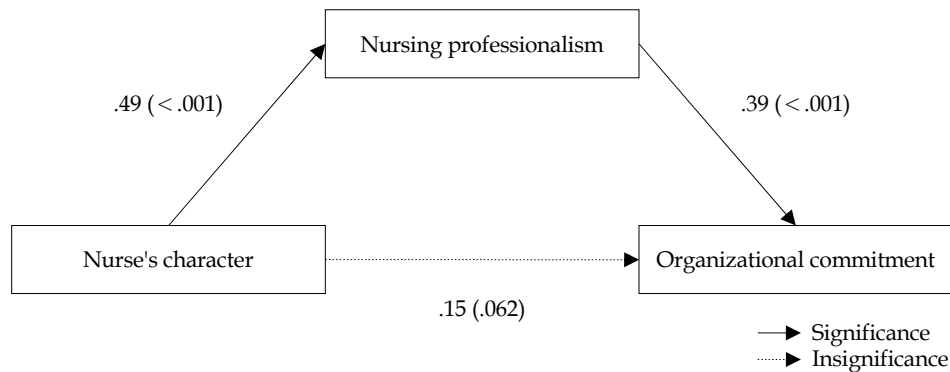 Nursing professionalism
.49 (< .001)
.39 (< .001)
Nurse's character
Organizational commitment
.15 (.062)
Significance
Insignificance